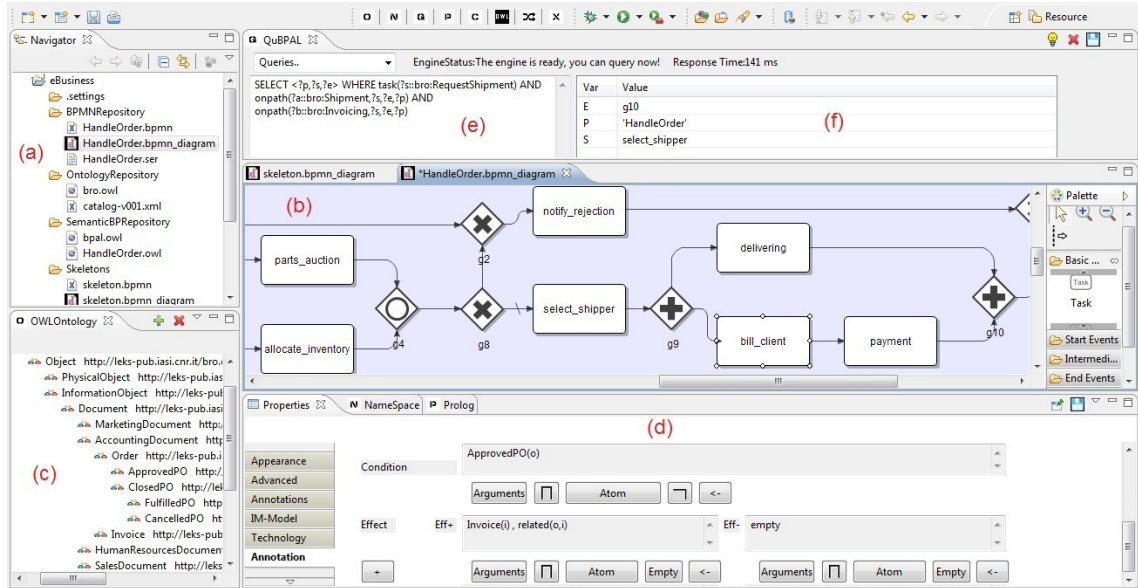 O N G P C OWL X
Resource
Navigator
eBusiness
.settings
BPMNRepository
HandleOrder.bpmn
HandleOrder.bpmn_diagram
HandleOrder.ser
OntologyRepository
bro.owl
catalog-v001.xml
SemanticBPRepository
bpal.owl
HandleOrder.owl
Skeletons
skeleton.bpmn
skeleton.bpmn_diagram
(a)
QuBPAL
Queries..
EngineStatus:The engine is ready, you can query now! Response Time:141 ms
SELECT <?p,?s,?e> WHERE task(?s::bro:RequestShipment) AND
onpath(?a::bro:Shipment,?s,?e,?p) AND
onpath(?b::bro:Invoicing,?s,?e,?p)
(e)
Var Value
E g10
P 'HandleOrder'
S select_shipper
(f)
skeleton.bpmn_diagram
*HandleOrder.bpmn_diagram
(b)
parts_auction
allocate_inventory
g4
g2
g8
notify_rejection
select_shipper
g9
delivering
bill_client
payment
g10
Palette
Basic ...
Task
Task
Start Events
Intermedi...
End Events
OWLOntology
Object http://leks-pub.iasi.cnr.it/bro.
PhysicalObject http://leks-pub.ias
InformationObject http://leks-pul
Document http://leks-pub.iasi
MarketingDocument http:
AccountingDocument http
Order http://leks-pub.i
ApprovedPO http:/
ClosedPO http://lek
FulfilledPO http
CancelledPO ht
Invoice http://leks-pub
HumanResourcesDocumen
SalesDocument http://leks
(c)
Properties
N NameSpace
P Prolog
(d)
Appearance
Advanced
Annotations
IM-Model
Technology
Annotation
Condition
ApprovedPO(o)
Arguments Atom <-
Effect Eff+ Invoice(i) , related(o,i) Eff- empty
+ Arguments Atom Empty <- Arguments Atom Empty <-